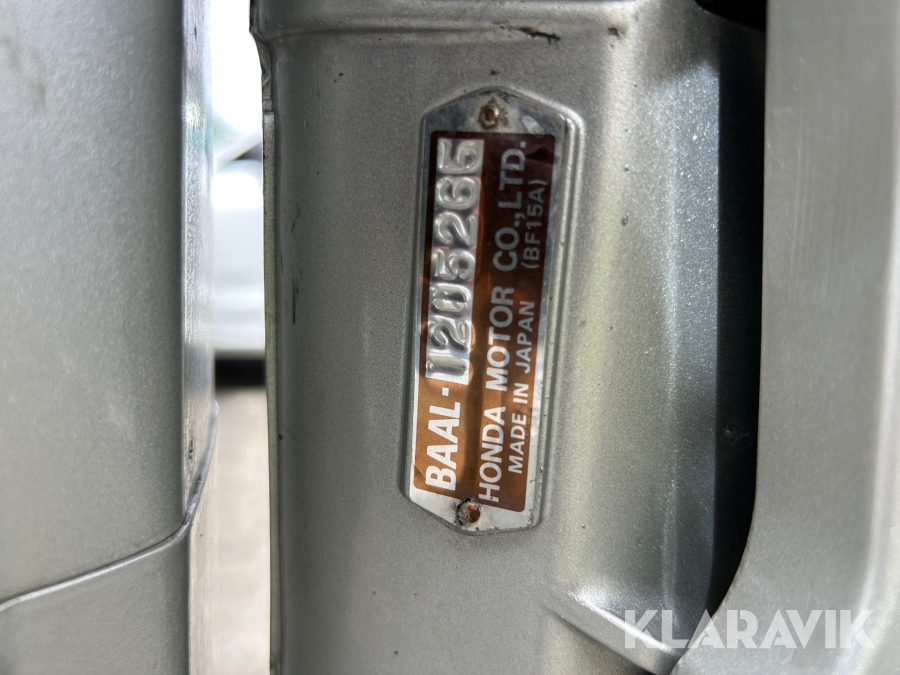 BAAL-1205265
HONDA MOTOR CO.,LTD.
MADE IN JAPAN (BF15A)
KLARAVIK